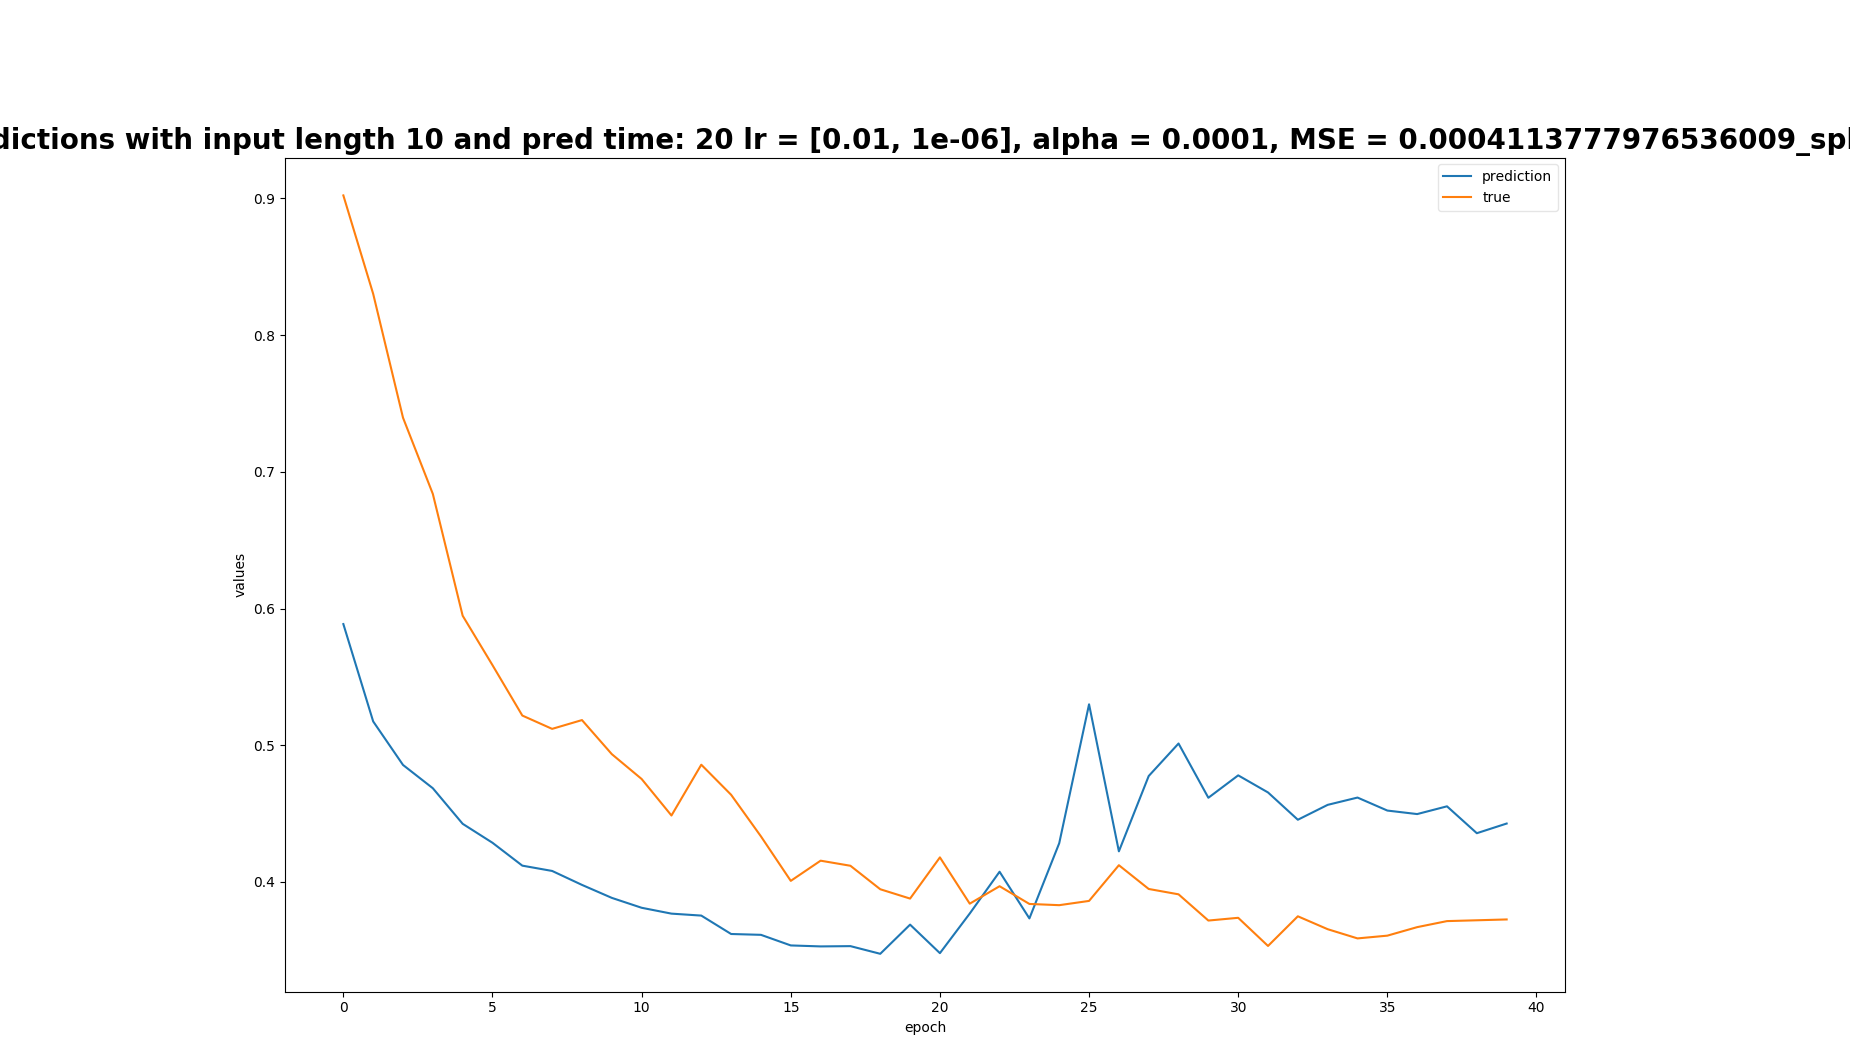 dictions with input length 10 and pred time: 20 lr = [0.01, 1e-06], alpha = 0.0001, MSE = 0.0004113777976536009_spl
prediction
true
0.9
0.8
0.7
0.6
0.5
0.4
values
0 5 10 15 20 25 30 35 40
epoch